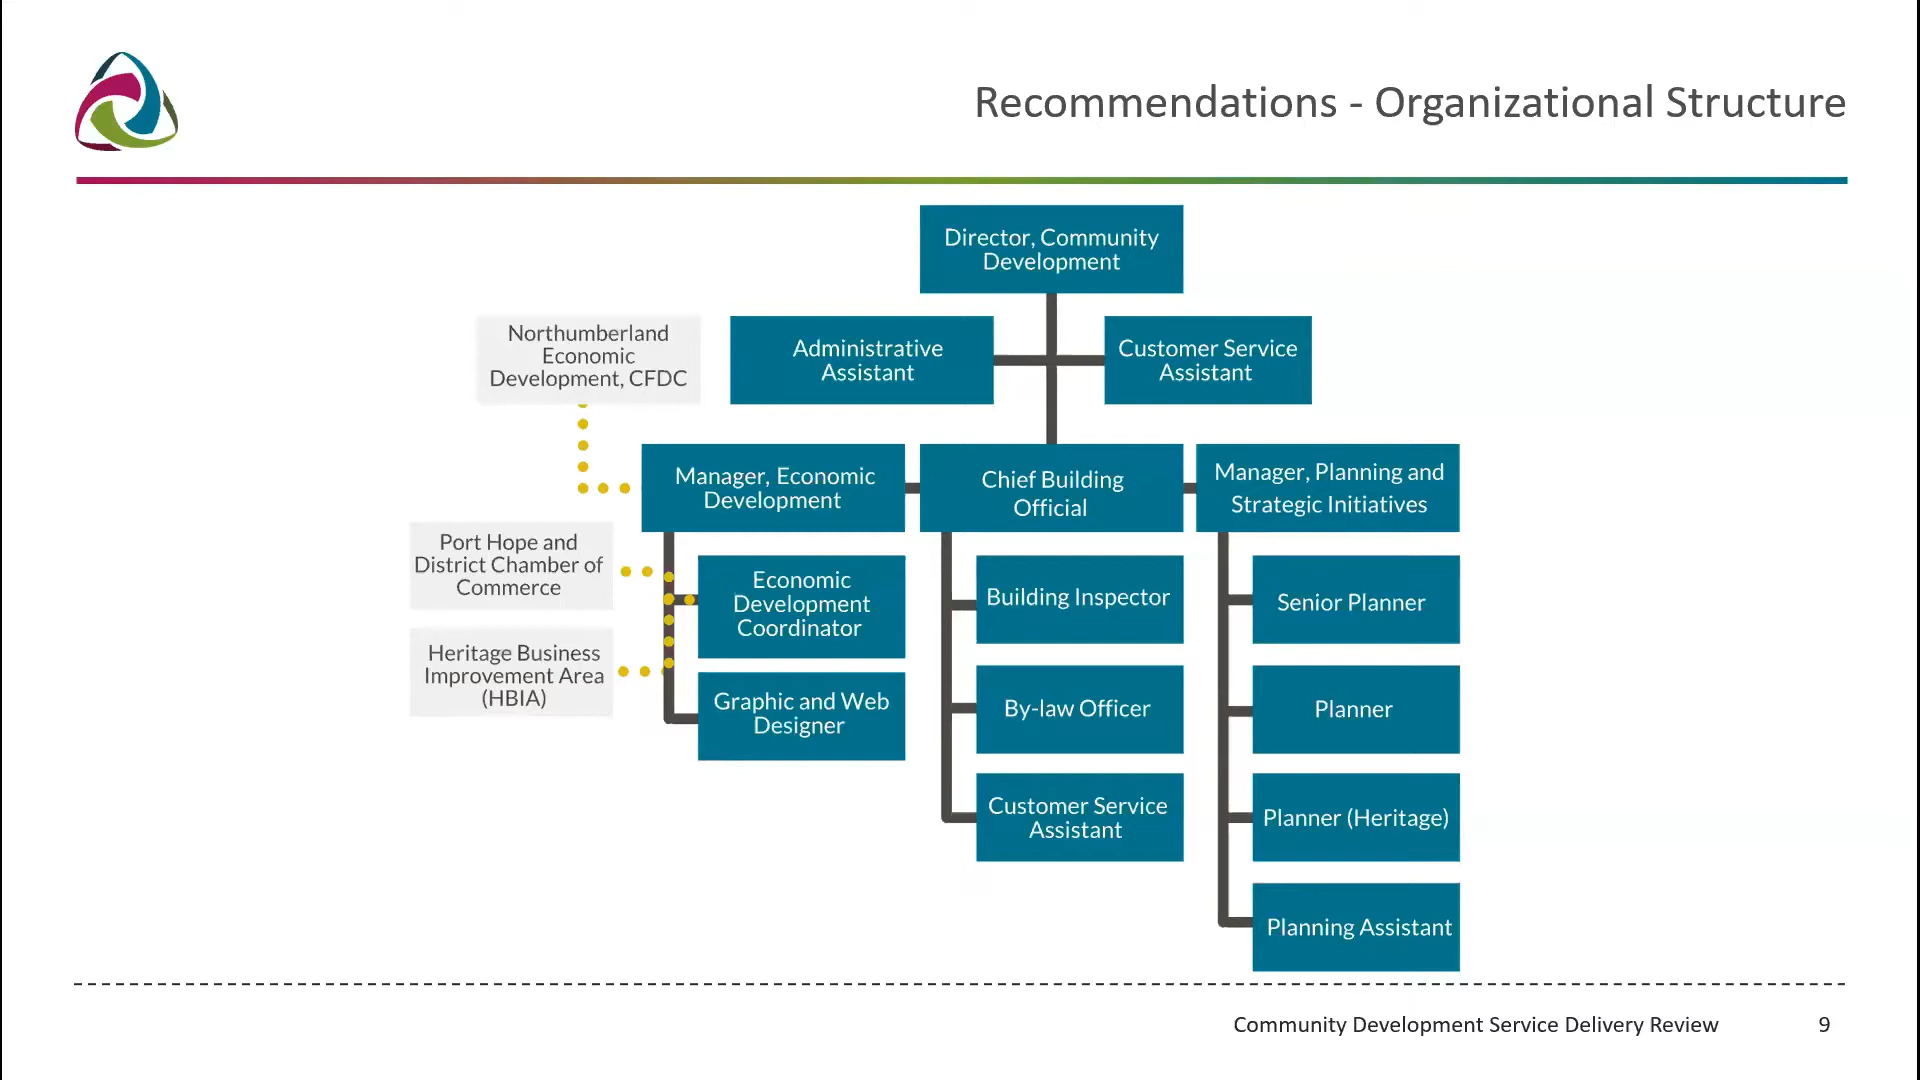 Recommendations - Organizational Structure
Director, Community
Development
Northumberland
Economic
Development, CFDC
Administrative
Assistant
Customer Service
Assistant
Manager, Economic
Development
Chief Building
Official
Manager, Planning and
Strategic Initiatives
Port Hope and
District Chamber of
Commerce
Heritage Business
Improvement Area
(HBIA)
Economic
Development
Coordinator
Graphic and Web
Designer
Building Inspector
By-law Officer
Customer Service
Assistant
Senior Planner
Planner
Planner (Heritage)
Planning Assistant
Community Development Service Delivery Review 9